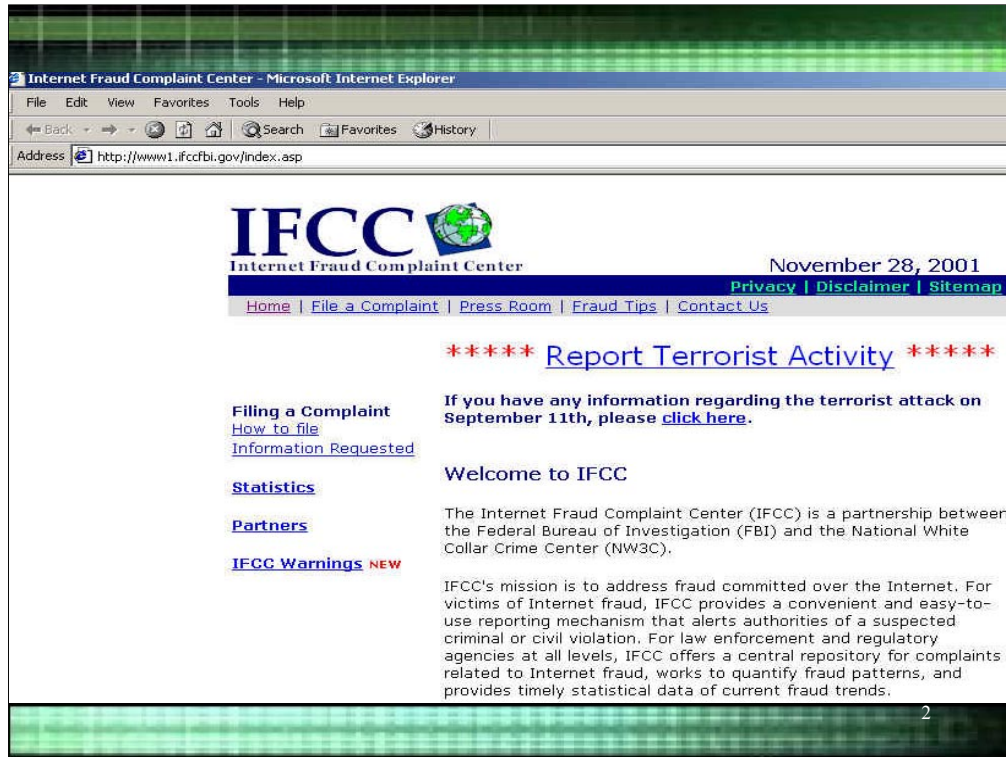 Internet Fraud Complaint Center - Microsoft Internet Explorer
File Edit View Favorites Tools Help
Back Search Favorites History
Address http://www1.ifccfbi.gov/index.asp
IFCC
Internet Fraud Complaint Center
November 28, 2001
Privacy | Disclaimer | Sitemap
Home | File a Complaint | Press Room | Fraud Tips | Contact Us
***** Report Terrorist Activity *****
If you have any information regarding the terrorist attack on
September 11th, please click here.
Filing a Complaint
How to file
Information Requested
Statistics
Partners
IFCC Warnings NEW
Welcome to IFCC
The Internet Fraud Complaint Center (IFCC) is a partnership between
the Federal Bureau of Investigation (FBI) and the National White
Collar Crime Center (NW3C).
IFCC's mission is to address fraud committed over the Internet. For
victims of Internet fraud, IFCC provides a convenient and easy-to-
use reporting mechanism that alerts authorities of a suspected
criminal or civil violation. For law enforcement and regulatory
agencies at all levels, IFCC offers a central repository for complaints
related to Internet fraud, works to quantify fraud patterns, and
provides timely statistical data of current fraud trends.
2